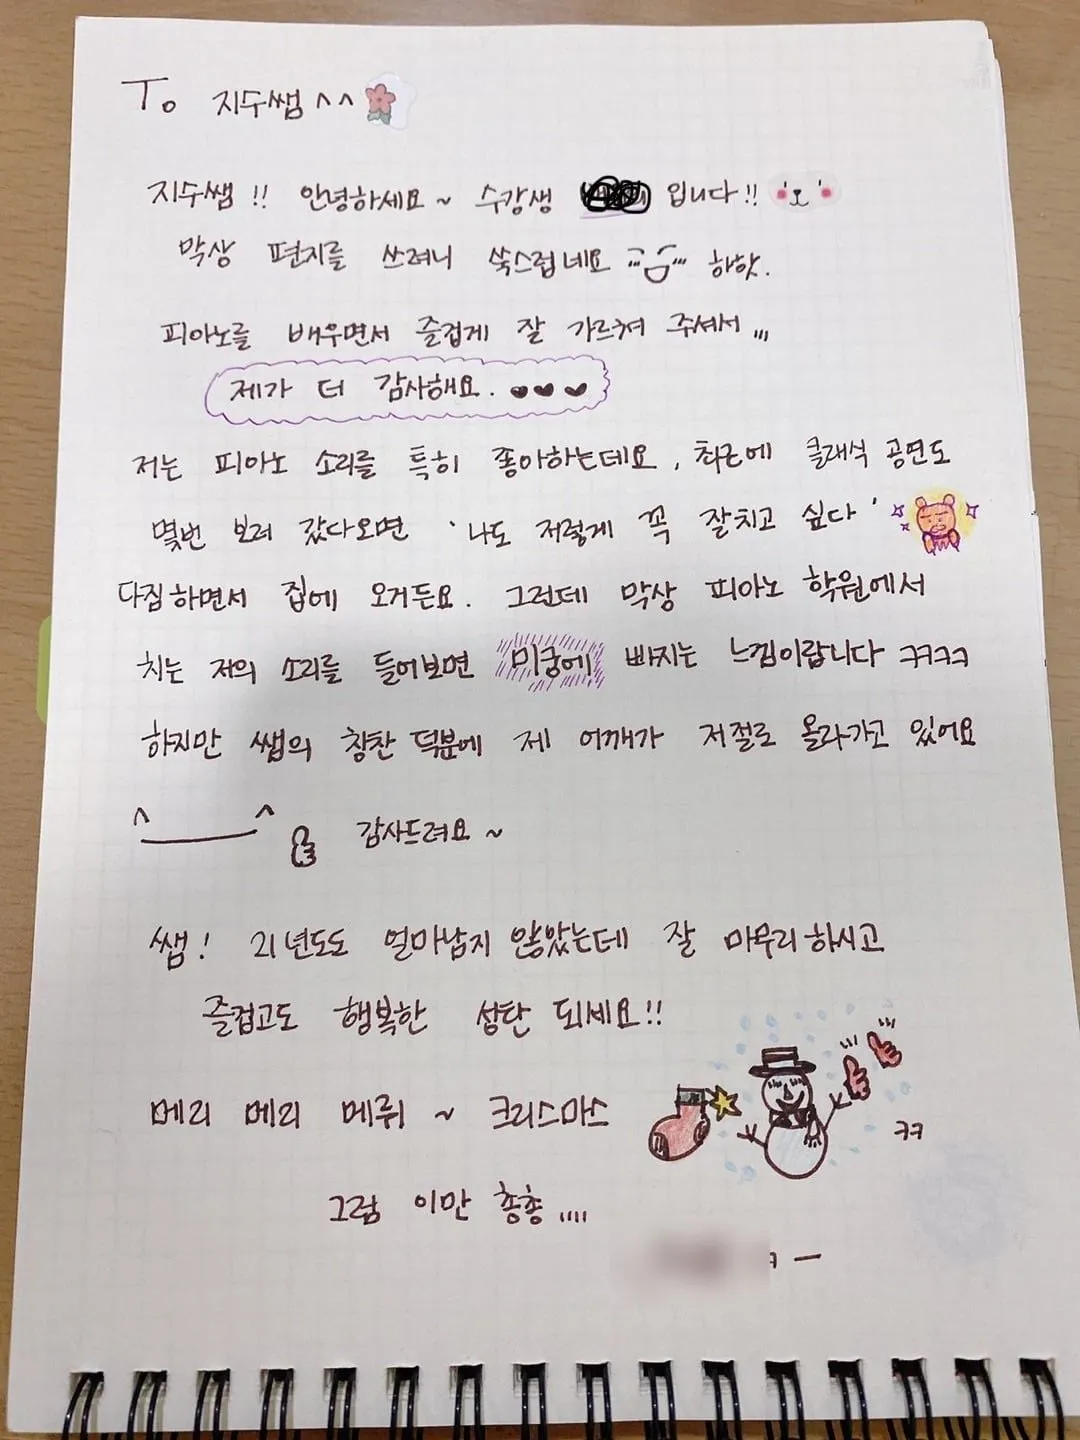 To 지수쌤 ^^
지수쌤!! 안녕하세요~ 수강생 입니다!!
막상 편지를 쓰려니 쑥스럽네요 하핫.
피아노를 배우면서 즐겁게 잘 가르쳐 주셔서,,,
제가 더 감사해요. ♥♥♥
저는 피아노 소리를 특히 좋아하는데요, 최근에 클래식 공연도
몇번 보러 갔다오면 '나도 저렇게 꼭 잘치고 싶다'
다짐하면서 집에 오거든요. 그런데 막상 피아노 학원에서
치는 저의 소리를 들어보면 미궁에 빠지는 느낌이랍니다 ㅋㅋㅋㅋ
하지만 쌤의 칭찬 덕분에 제 어깨가 저절로 올라가고 있어요
^____^ 감사드려요~
쌤! 21년도도 얼마남지 않았는데 잘 마무리하시고
즐겁고도 행복한 성탄 되세요!!
메리 메리 메뤼 ~ 크리스마스
ㅋㅋ
그럼 이만 총총,,,,